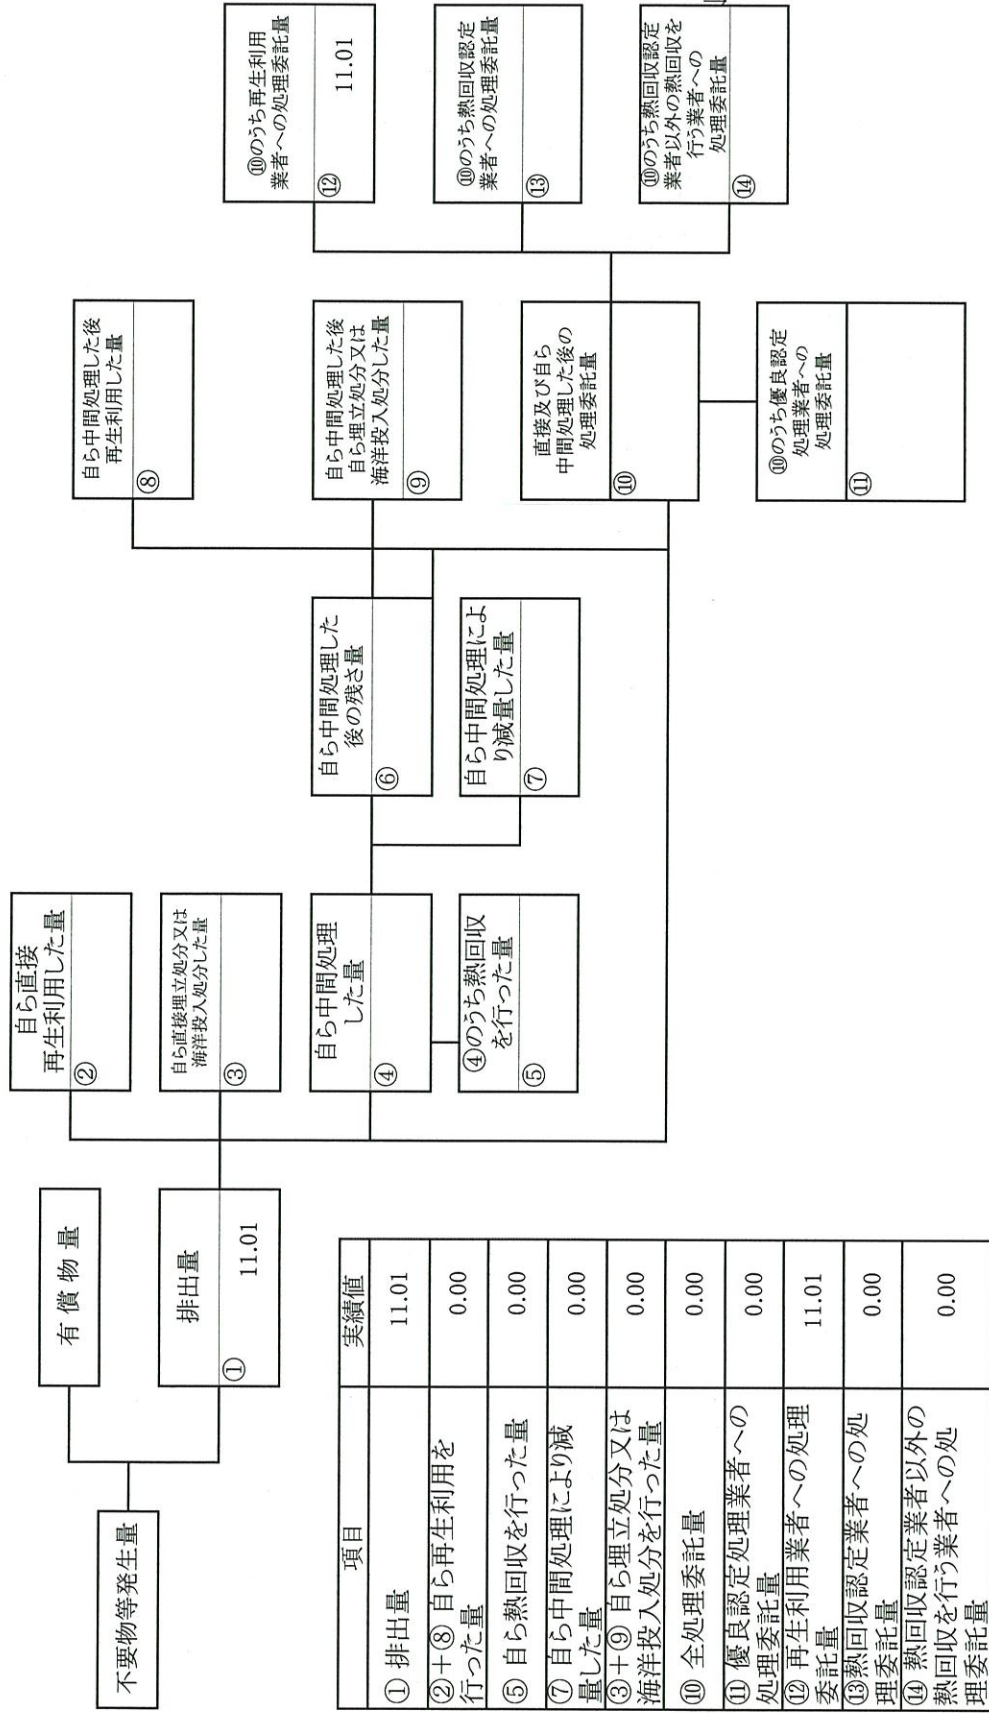 不要物等発生量
有償物量
排出量
①
11.01
自ら直接
再生利用した量
②
自ら直接埋立処分又は
海洋投入処分した量
③
自ら中間処理
した量
④
④のうち熱回収
を行った量
⑤
自ら中間処理した
後の残さ量
⑥
自ら中間処理によ
り減量した量
⑦
自ら中間処理した後
再生利用した量
⑧
自ら中間処理した後
自ら埋立処分又は
海洋投入処分した量
⑨
直接及び自ら
中間処理した後の
処理委託量
⑩
⑩のうち優良認定
処理業者への
処理委託量
⑪
⑩のうち再生利用
業者への処理委託量
⑫
11.01
⑩のうち熱回収認定
業者への処理委託量
⑬
⑩のうち熱回収認定
業者以外の熱回収を
行う業者への
処理委託量
⑭
項目 実績値
① 排出量 11.01
②+⑧ 自ら再生利用を
行った量 0.00
⑤ 自ら熱回収を行った量 0.00
⑦ 自ら中間処理により減
量した量 0.00
③+⑨ 自ら埋立処分又は
海洋投入処分を行った量 0.00
⑩ 全処理委託量 0.00
⑪ 優良認定処理業者への
処理委託量 0.00
⑫ 再生利用業者への処理
委託量 11.01
⑬熱回収認定業者への処
理委託量 0.00
⑭ 熱回収認定業者以外の
熱回収を行う業者への処
理委託量 0.00